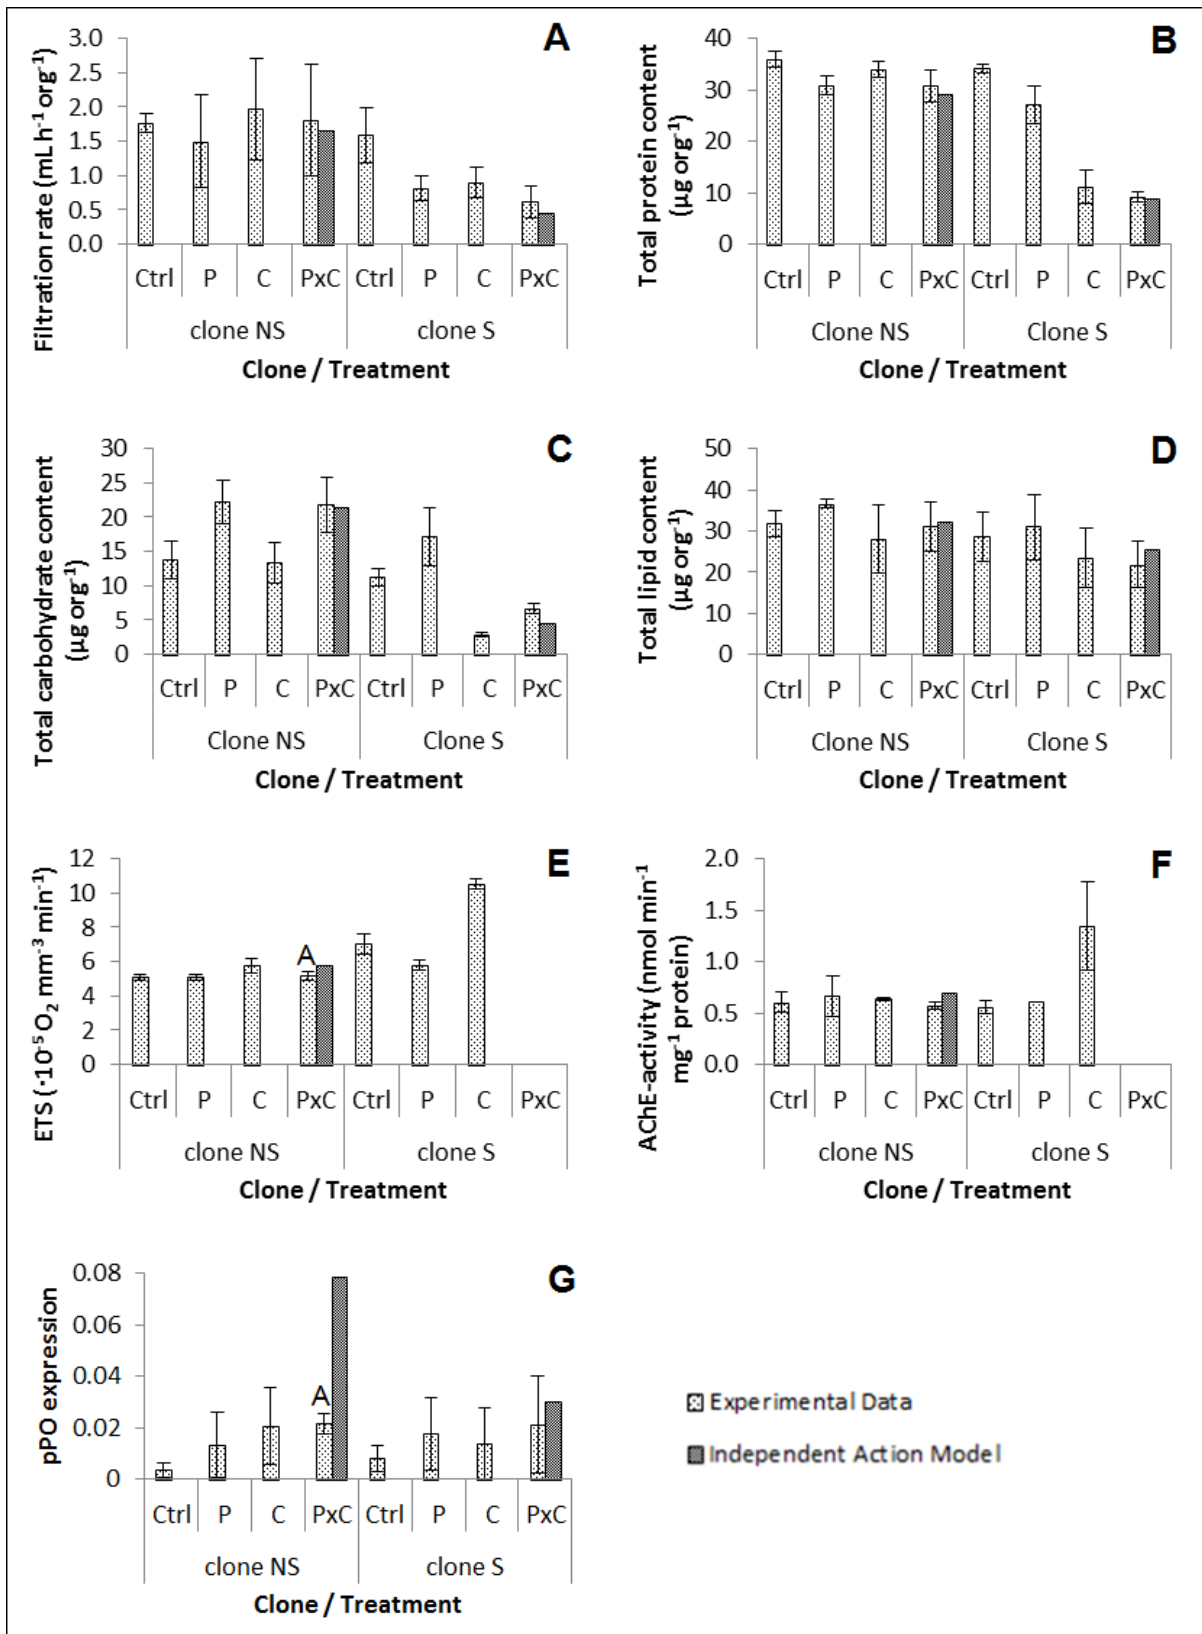 A
Filtration rate (mL h⁻¹ org⁻¹)
3.0
2.5
2.0
1.5
1.0
0.5
0.0
Ctrl P C PxC Ctrl P C PxC
clone NS clone S
Clone / Treatment
B
Total protein content
(µg org⁻¹)
40
30
20
10
0
Ctrl P C PxC Ctrl P C PxC
Clone NS Clone S
Clone / Treatment
C
Total carbohydrate content
(µg org⁻¹)
30
25
20
15
10
5
0
Ctrl P C PxC Ctrl P C PxC
Clone NS Clone S
Clone / Treatment
D
Total lipid content
(µg org⁻¹)
50
40
30
20
10
0
Ctrl P C PxC Ctrl P C PxC
Clone NS Clone S
Clone / Treatment
E
ETS (·10⁻⁵ O₂ mm⁻³ min⁻¹)
12
10
8
6
4
2
0
A
Ctrl P C PxC Ctrl P C PxC
clone NS clone S
Clone / Treatment
F
AChE-activity (nmol min⁻¹
mg⁻¹ protein)
2.0
1.5
1.0
0.5
0.0
Ctrl P C PxC Ctrl P C PxC
clone NS clone S
Clone / Treatment
G
pPO expression
0.08
0.06
0.04
0.02
0
A
Ctrl P C PxC Ctrl P C PxC
clone NS clone S
Clone / Treatment
Experimental Data
Independent Action Model